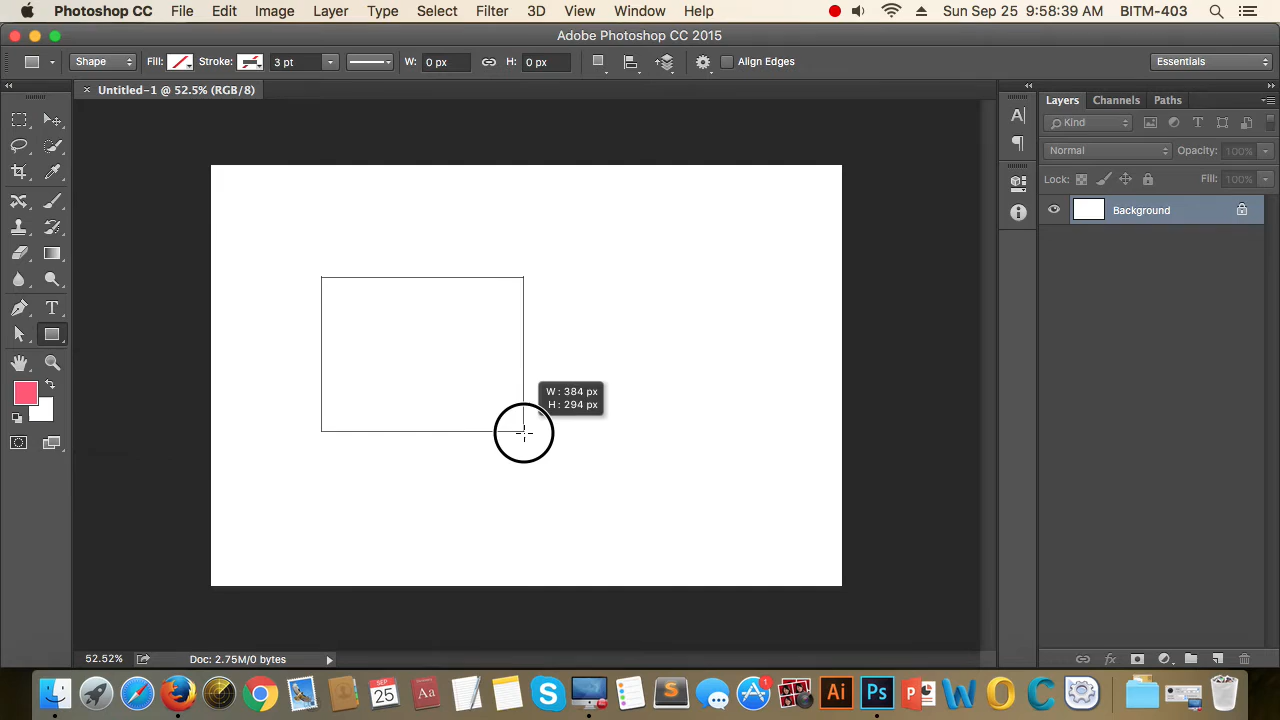 Photoshop CC File Edit Image Layer Type Select Filter 3D View Window Help Sun Sep 25 9:58:39 AM BITM-403
Adobe Photoshop CC 2015
Shape Fill: Stroke: 3 pt W: 0 px H: 0 px Align Edges Essentials
× Untitled-1 @ 52.5% (RGB/8)
Layers Channels Paths
Kind
Normal Opacity: 100%
Lock: Fill: 100%
Background
W : 384 px
H : 294 px
52.52% Doc: 2.75M/0 bytes
SEP
25
Aa
S
1
Ai
Ps
P
W
O
C